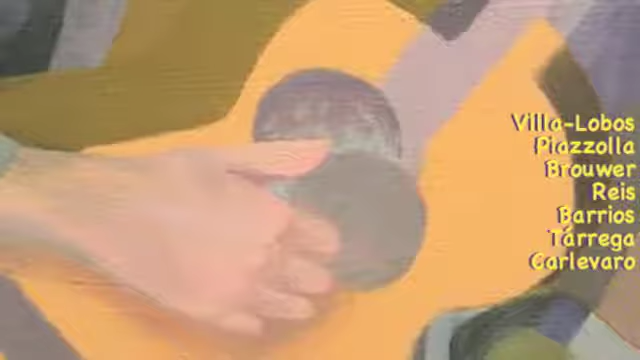 Villa-Lobos
Piazzolla
Brouwer
Reis
Barrios
Tárrega
Carlevaro